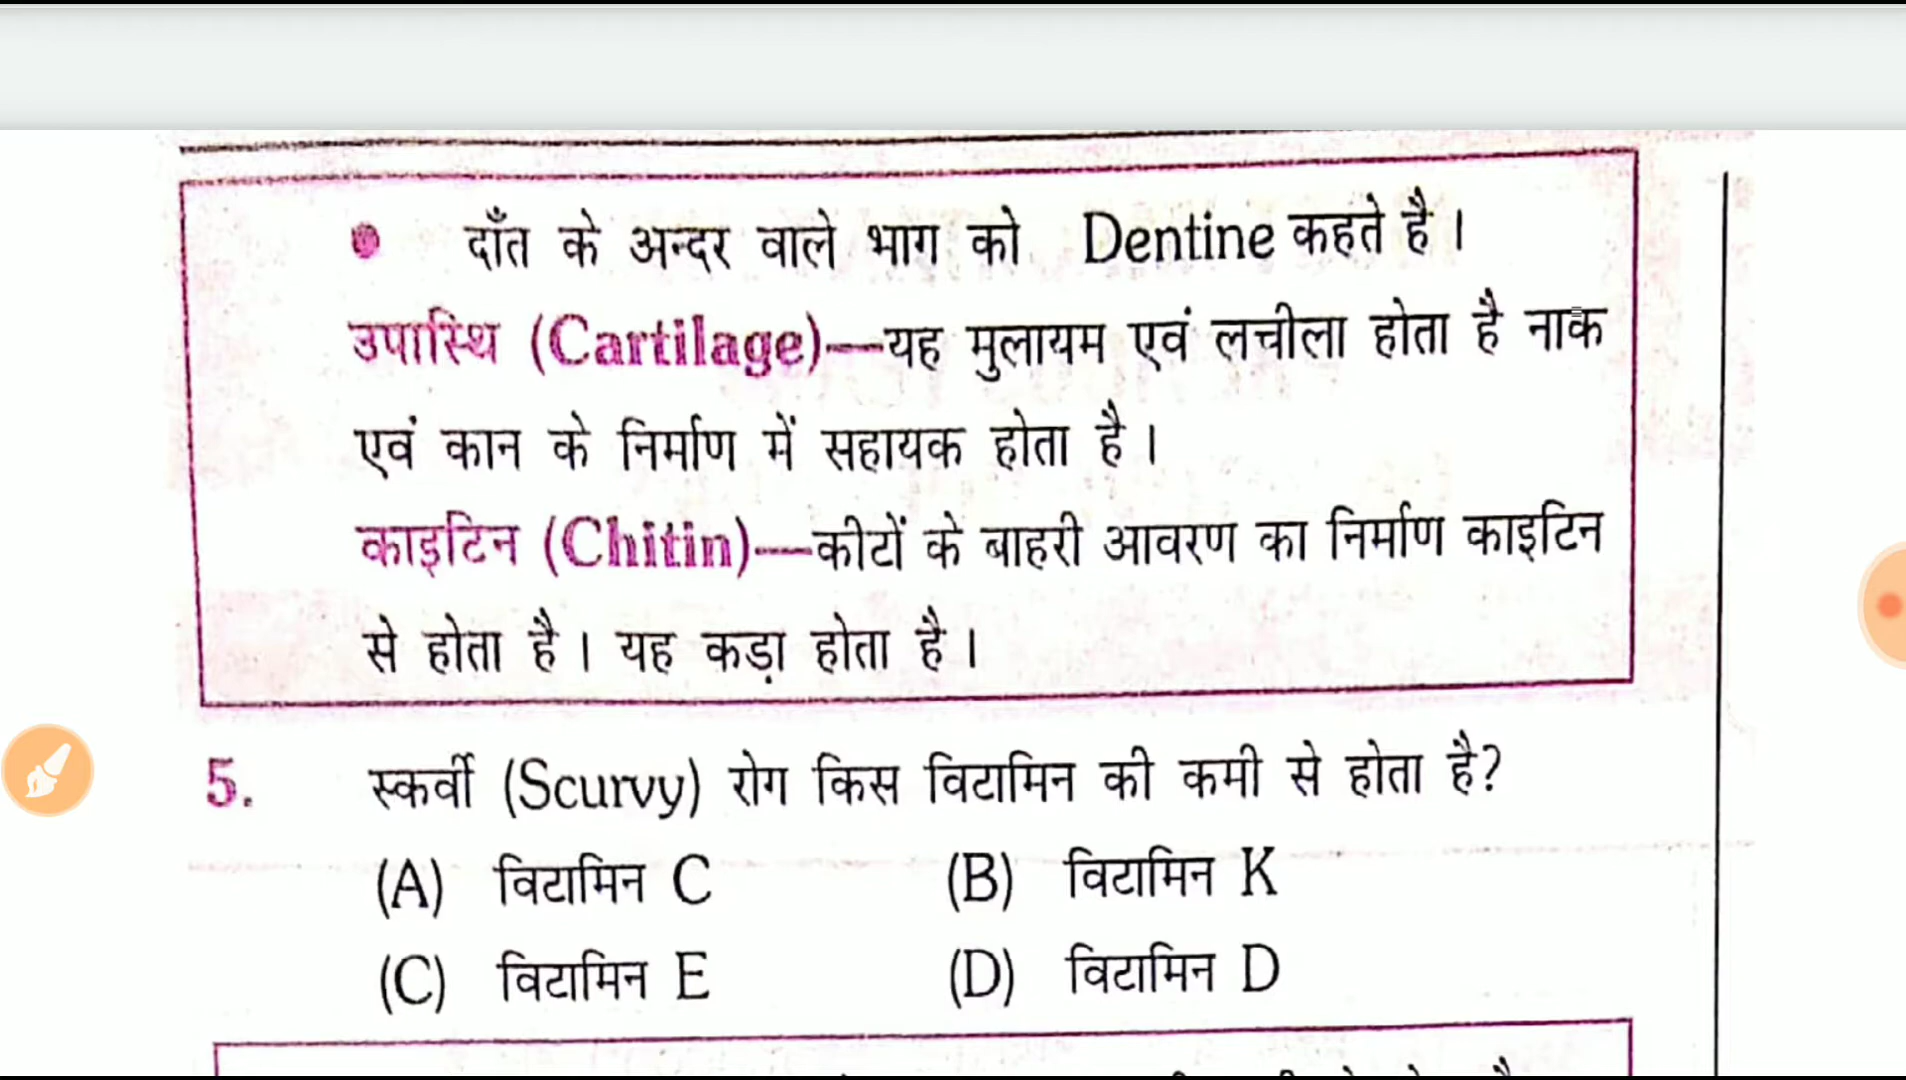 ● दाँत के अन्दर वाले भाग को Dentine कहते है।
उपास्थि (Cartilage)—यह मुलायम एवं लचीला होता है नाक
एवं कान के निर्माण में सहायक होता है।
काइटिन (Chitin)—कीटों के बाहरी आवरण का निर्माण काइटिन
से होता है। यह कड़ा होता है।
5. स्कर्वी (Scurvy) रोग किस विटामिन की कमी से होता है?
(A) विटामिन C (B) विटामिन K
(C) विटामिन E (D) विटामिन D